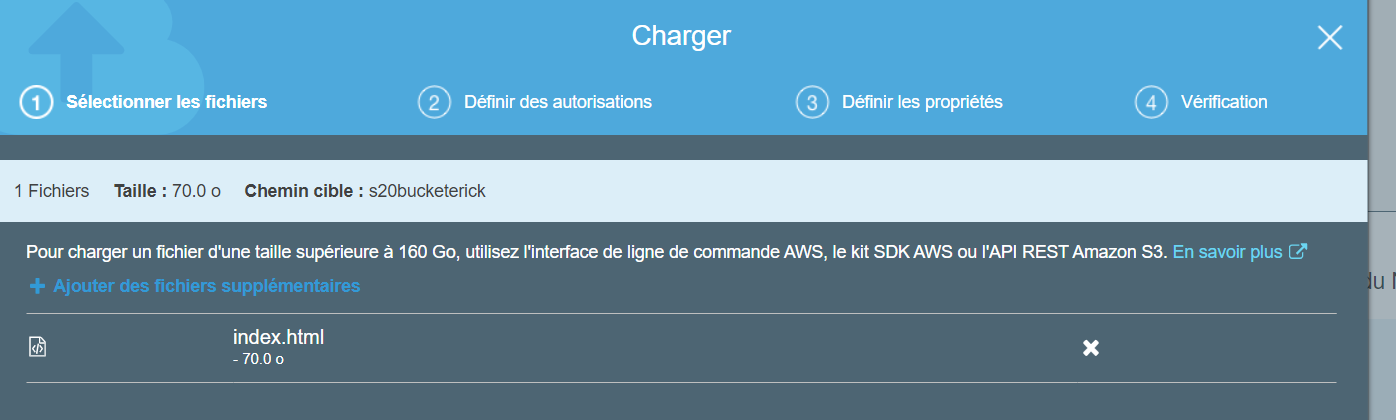 Charger
1 Sélectionner les fichiers 2 Définir des autorisations 3 Définir les propriétés 4 Vérification
1 Fichiers Taille : 70.0 o Chemin cible : s20bucketerick
Pour charger un fichier d'une taille supérieure à 160 Go, utilisez l'interface de ligne de commande AWS, le kit SDK AWS ou l'API REST Amazon S3. En savoir plus
Ajouter des fichiers supplémentaires
index.html
- 70.0 o